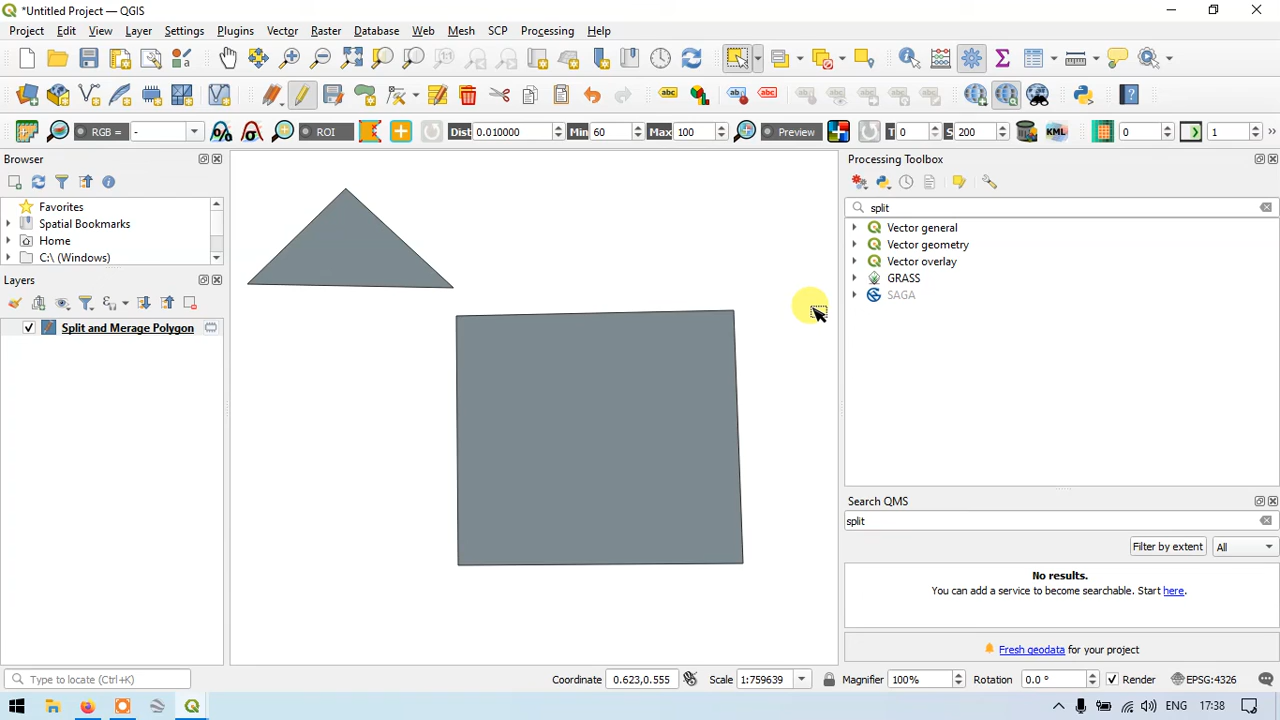 *Untitled Project — QGIS
Project Edit View Layer Settings Plugins Vector Raster Database Web Mesh SCP Processing Help
RGB = - ROI Dist 0.010000 Min 60 Max 100 Preview T 0 S 200 KML 0 1
Browser
Favorites
Spatial Bookmarks
Home
C:\ (Windows)
Layers
Split and Merage Polygon
Processing Toolbox
split
Vector general
Vector geometry
Vector overlay
GRASS
SAGA
Search QMS
split
Filter by extent All
No results.
You can add a service to become searchable. Start here.
Fresh geodata for your project
Type to locate (Ctrl+K) Coordinate 0.623,0.555 Scale 1:759639 Magnifier 100% Rotation 0.0 ° Render EPSG:4326
ENG 17:38